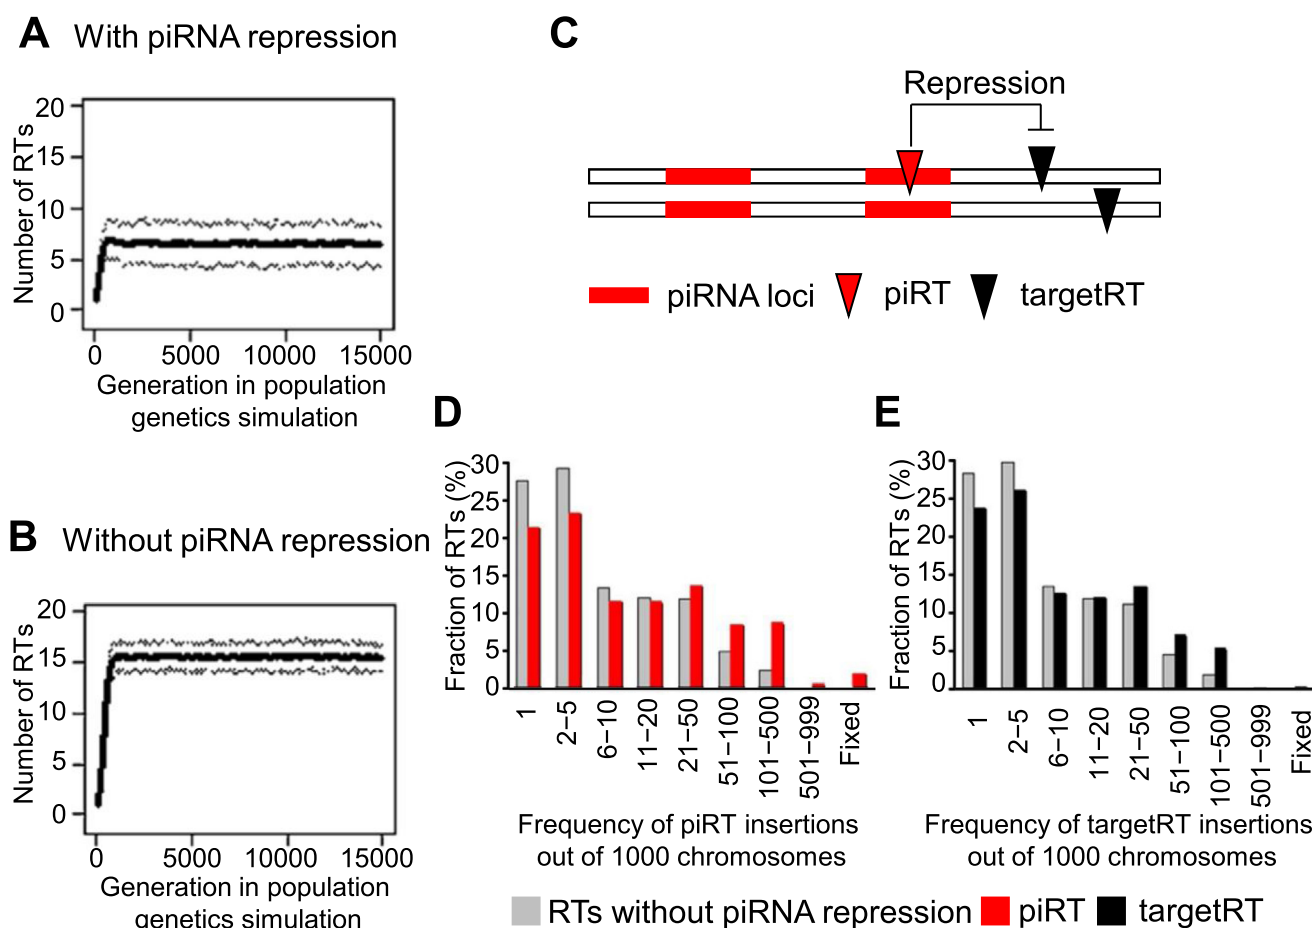 A With piRNA repression
Number of RTs
20
15
10
5
0
0 5000 10000 15000
Generation in population
genetics simulation
B Without piRNA repression
Number of RTs
20
15
10
5
0
0 5000 10000 15000
Generation in population
genetics simulation
C
Repression
piRNA loci piRT targetRT
D
Fraction of RTs (%)
30
25
20
15
10
5
0
1 2−5 6−10 11−20 21−50 51−100 101−500 501−999 Fixed
Frequency of piRT insertions
out of 1000 chromosomes
E
Fraction of RTs (%)
30
25
20
15
10
5
0
1 2−5 6−10 11−20 21−50 51−100 101−500 501−999 Fixed
Frequency of targetRT insertions
out of 1000 chromosomes
RTs without piRNA repression piRT targetRT